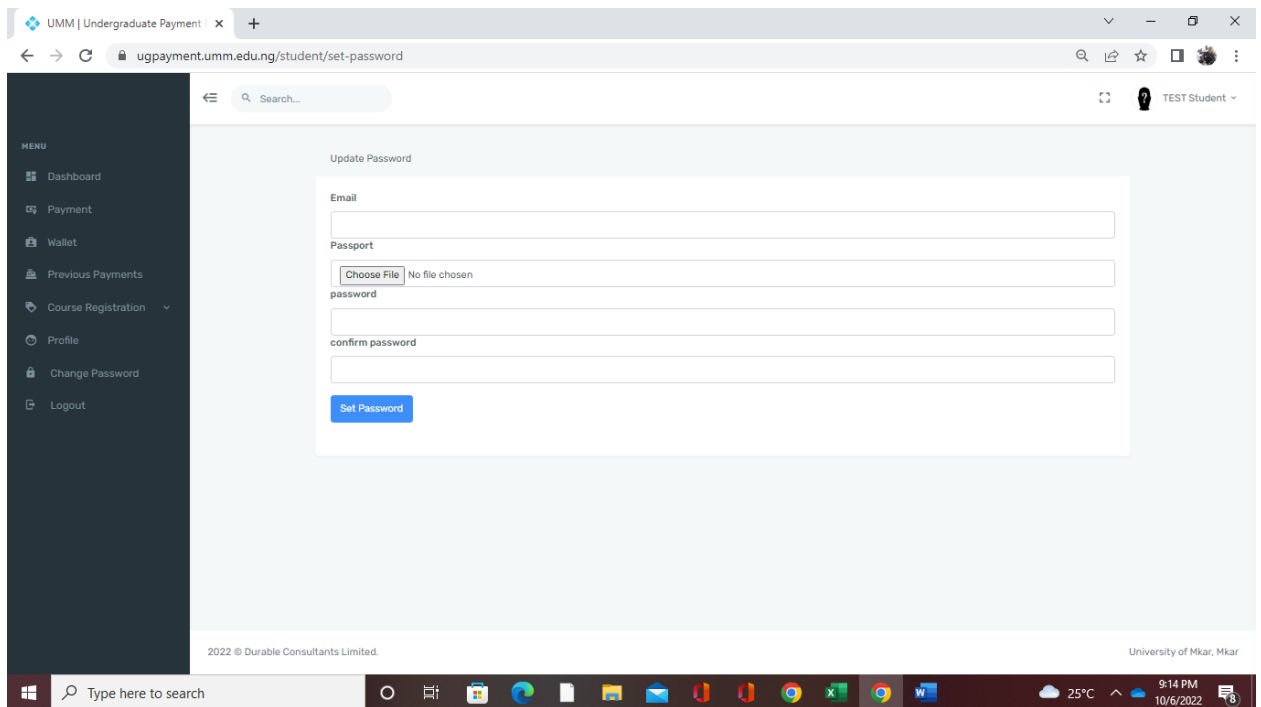 UMM | Undergraduate Payment
ugpayment.umm.edu.ng/student/set-password
Search...
TEST Student
MENU
Dashboard
Payment
Wallet
Previous Payments
Course Registration
Profile
Change Password
Logout
Update Password
Email
Passport
Choose File No file chosen
password
confirm password
Set Password
2022 © Durable Consultants Limited.
University of Mkar, Mkar
Type here to search
25°C
9:14 PM
10/6/2022
8